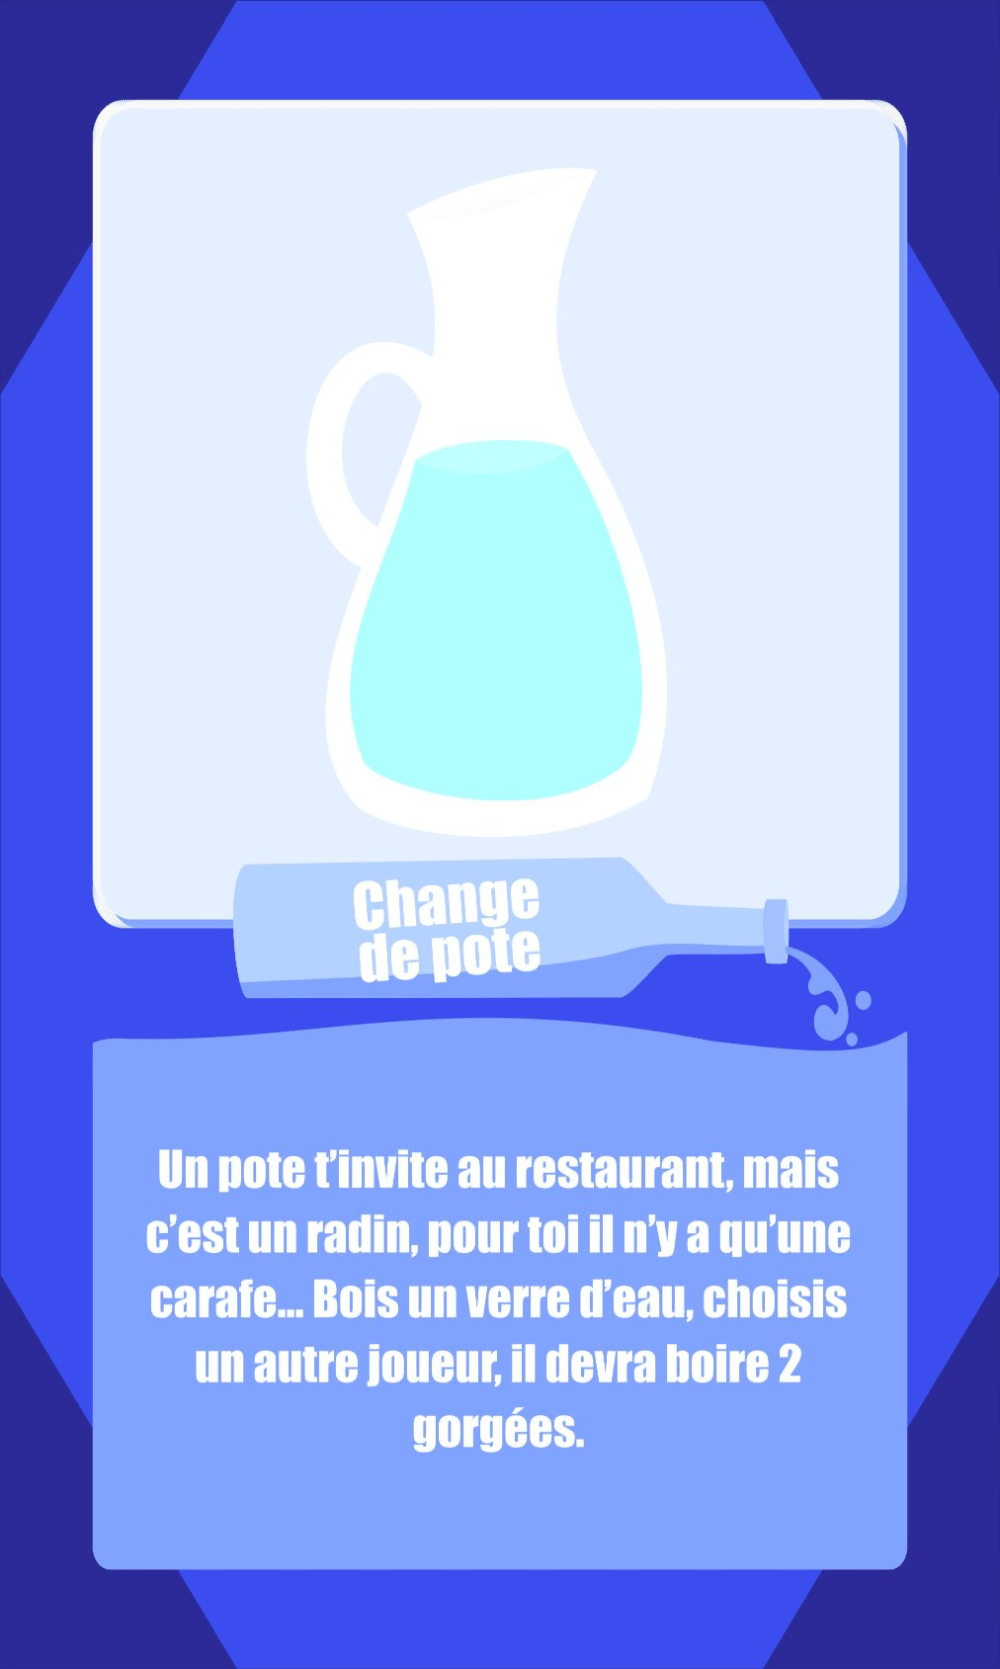 Change
de pote
Un pote t’invite au restaurant, mais
c’est un radin, pour toi il n’y a qu’une
carafe... Bois un verre d’eau, choisis
un autre joueur, il devra boire 2
gorgées.